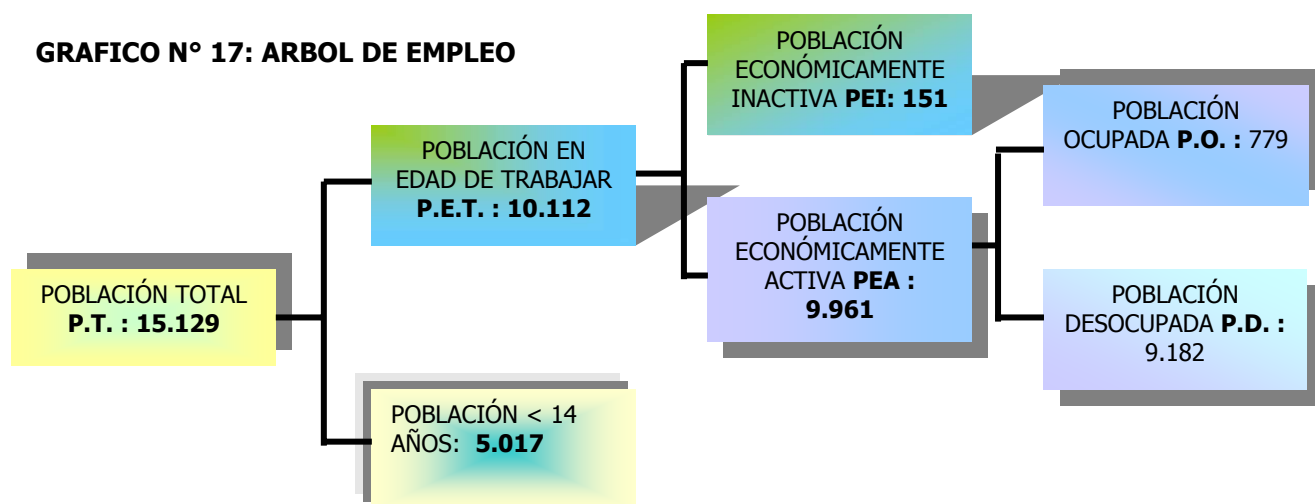 GRAFICO N° 17: ARBOL DE EMPLEO
POBLACIÓN TOTAL
P.T. : 15.129
POBLACIÓN EN
EDAD DE TRABAJAR
P.E.T. : 10.112
POBLACIÓN < 14
AÑOS: 5.017
POBLACIÓN
ECONÓMICAMENTE
INACTIVA PEI: 151
POBLACIÓN
ECONÓMICAMENTE
ACTIVA PEA :
9.961
POBLACIÓN
OCUPADA P.O. : 779
POBLACIÓN
DESOCUPADA P.D. :
9.182